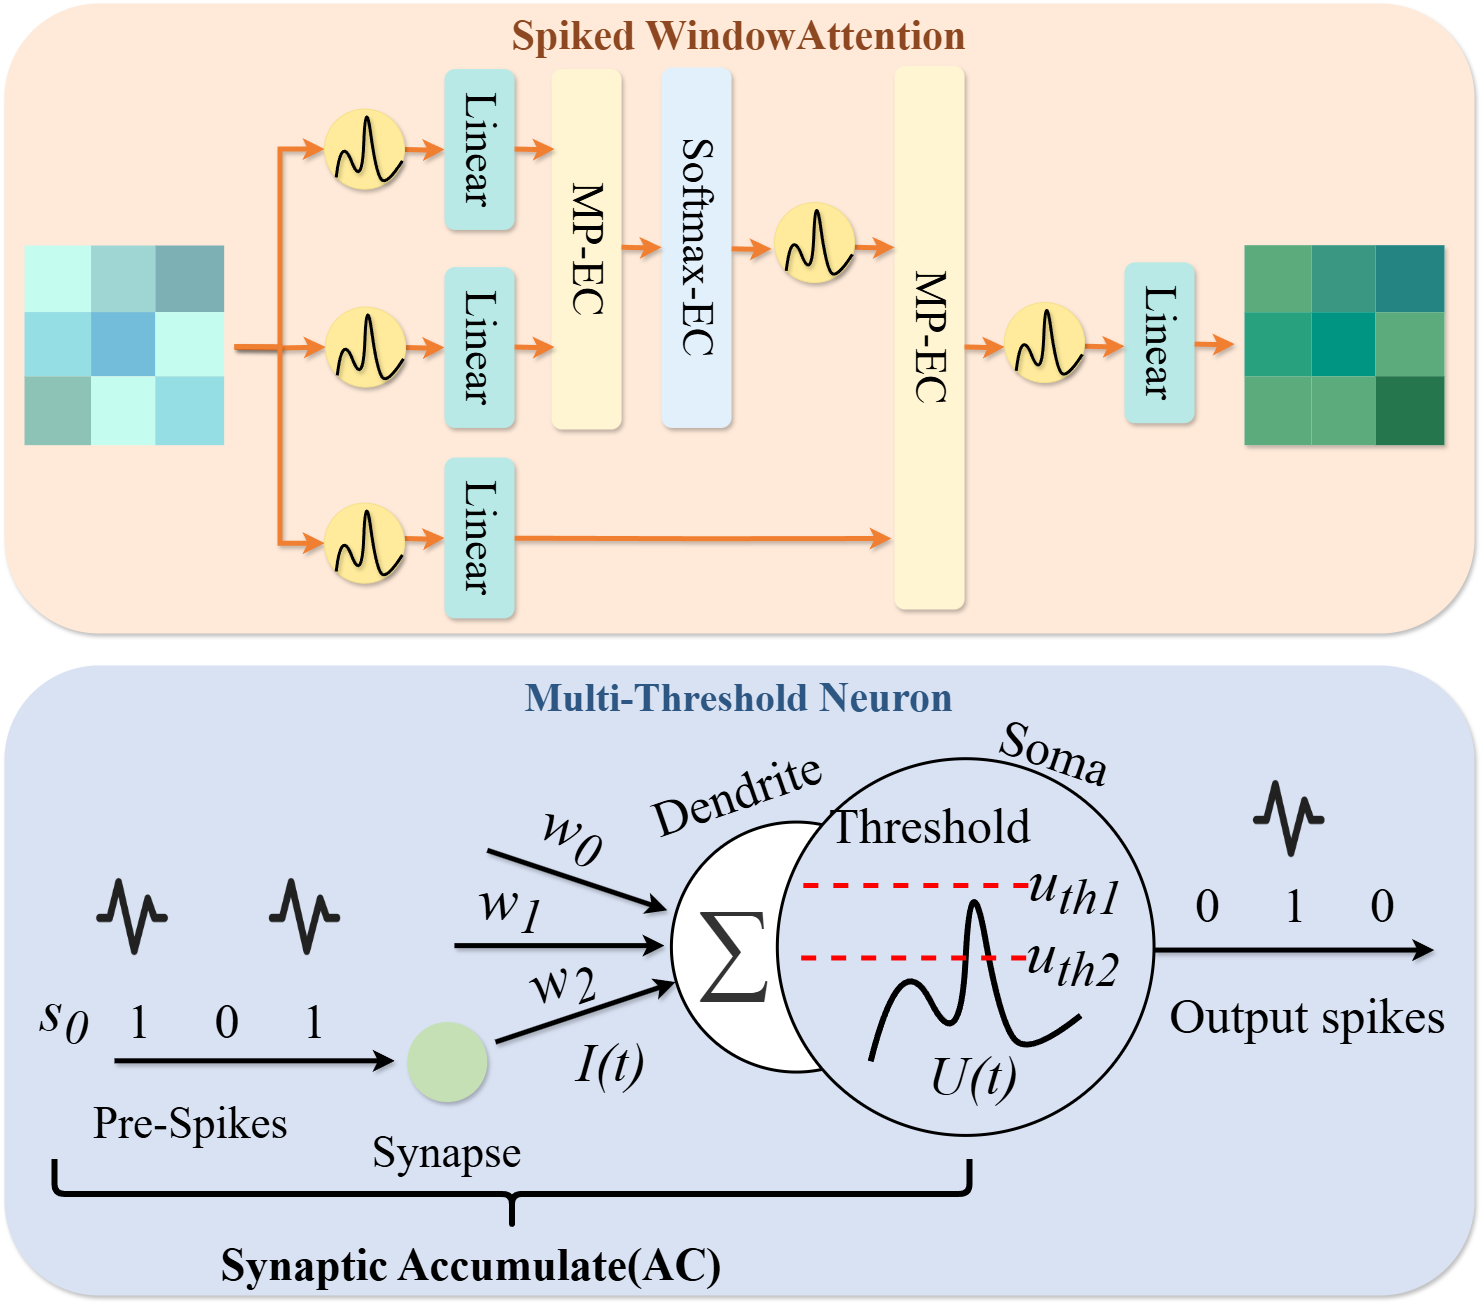 Spiked WindowAttention
Linear
Linear
Linear
MP-EC
Softmax-EC
MP-EC
Linear
Multi-Threshold Neuron
Dendrite
Soma
Threshold
w0
w1
w2
uth1
uth2
0 1 0
s0 1 0 1
I(t)
U(t)
Output spikes
Pre-Spikes
Synapse
Σ
Synaptic Accumulate(AC)